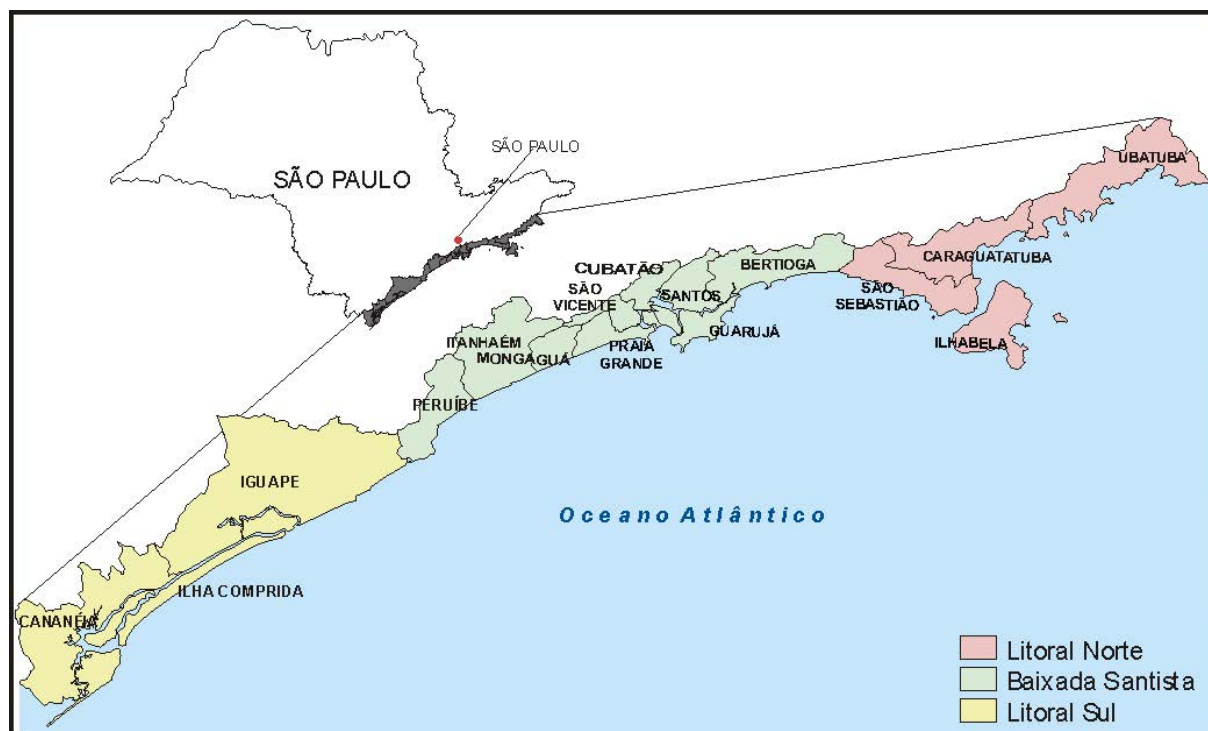 SÃO PAULO
SÃO PAULO
UBATUBA
CARAGUATATUBA
SÃO
SEBASTIÃO
ILHABELA
BERTIOGA
CUBATÃO
SANTOS
SÃO
VICENTE
GUARUJÁ
PRAIA
GRANDE
ITANHAÉM
MONGAGUÁ
PERUÍBE
IGUAPE
ILHA COMPRIDA
CANANÉIA
Oceano Atlântico
Litoral Norte
Baixada Santista
Litoral Sul